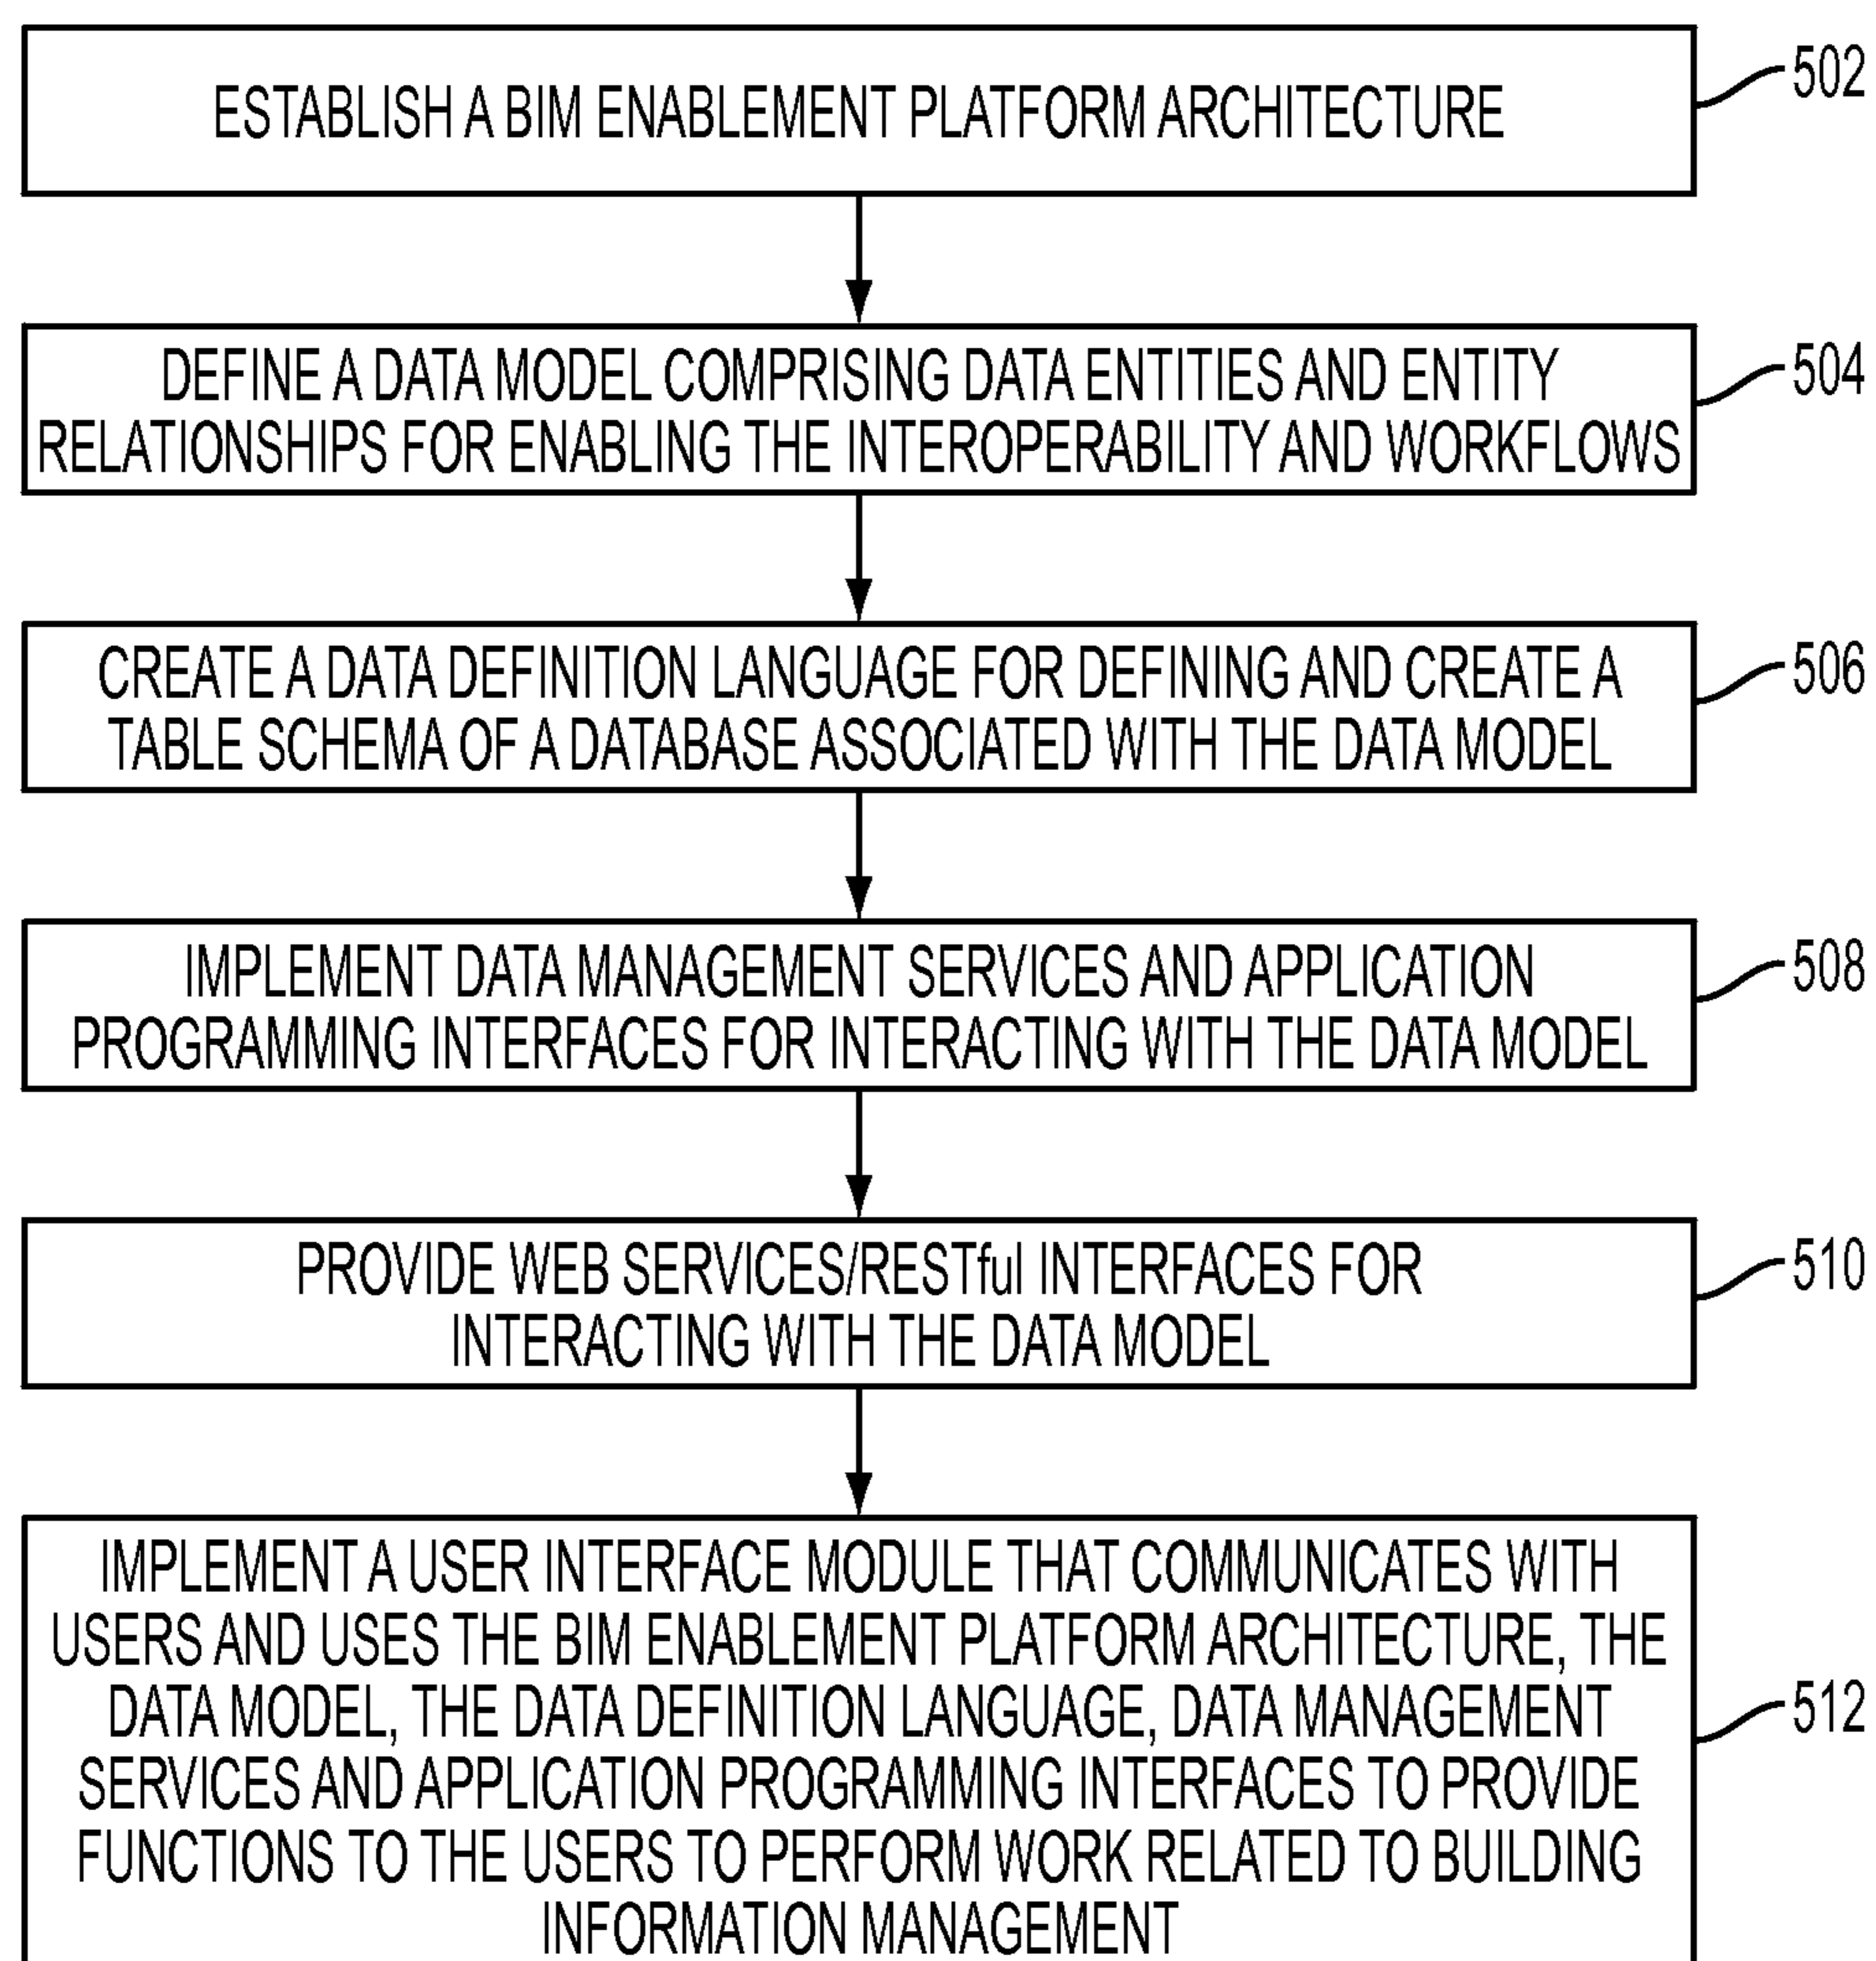 ESTABLISH A BIM ENABLEMENT PLATFORM ARCHITECTURE
502
DEFINE A DATA MODEL COMPRISING DATA ENTITIES AND ENTITY
RELATIONSHIPS FOR ENABLING THE INTEROPERABILITY AND WORKFLOWS
504
CREATE A DATA DEFINITION LANGUAGE FOR DEFINING AND CREATE A
TABLE SCHEMA OF A DATABASE ASSOCIATED WITH THE DATA MODEL
506
IMPLEMENT DATA MANAGEMENT SERVICES AND APPLICATION
PROGRAMMING INTERFACES FOR INTERACTING WITH THE DATA MODEL
508
PROVIDE WEB SERVICES/RESTful INTERFACES FOR
INTERACTING WITH THE DATA MODEL
510
IMPLEMENT A USER INTERFACE MODULE THAT COMMUNICATES WITH
USERS AND USES THE BIM ENABLEMENT PLATFORM ARCHITECTURE, THE
DATA MODEL, THE DATA DEFINITION LANGUAGE, DATA MANAGEMENT
SERVICES AND APPLICATION PROGRAMMING INTERFACES TO PROVIDE
FUNCTIONS TO THE USERS TO PERFORM WORK RELATED TO BUILDING
INFORMATION MANAGEMENT
512